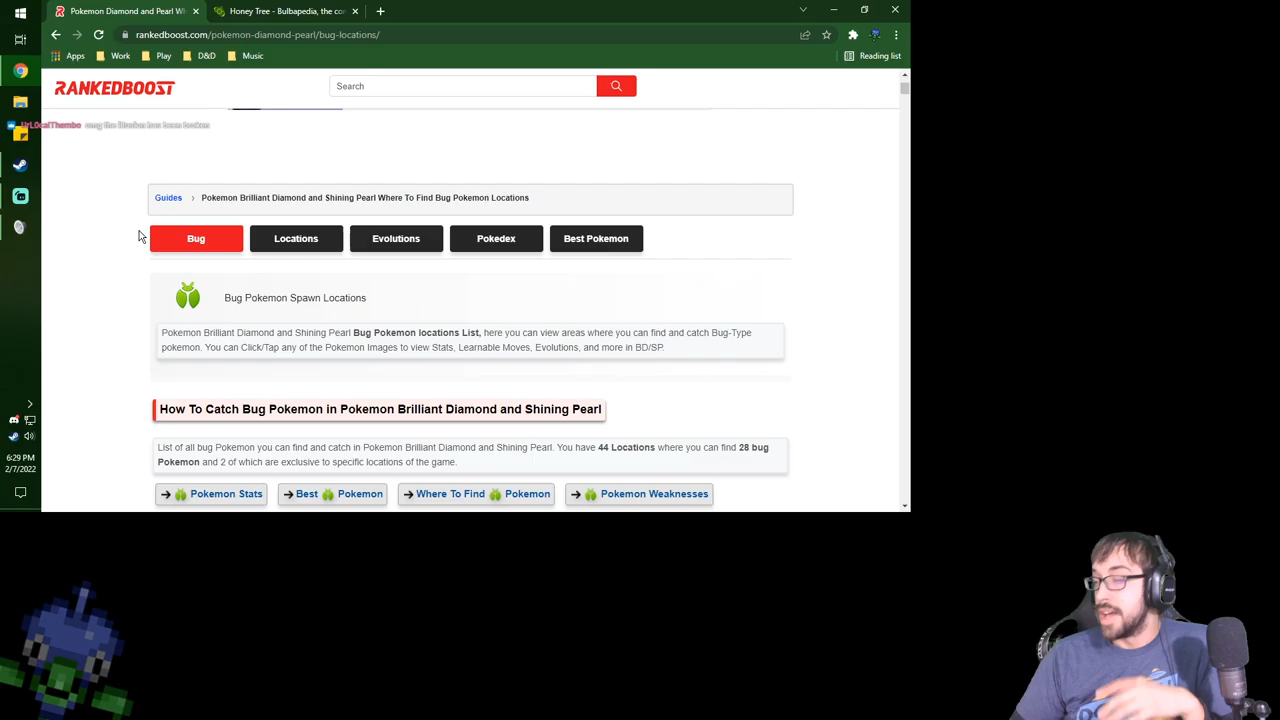 Pokemon Diamond and Pearl Wh
Honey Tree - Bulbapedia, the co
rankedboost.com/pokemon-diamond-pearl/bug-locations/
Apps Work Play D&D Music Reading list
RANKEDBOOST
Search
Guides › Pokemon Brilliant Diamond and Shining Pearl Where To Find Bug Pokemon Locations
Bug Locations Evolutions Pokedex Best Pokemon
Bug Pokemon Spawn Locations
Pokemon Brilliant Diamond and Shining Pearl Bug Pokemon locations List, here you can view areas where you can find and catch Bug-Type
pokemon. You can Click/Tap any of the Pokemon Images to view Stats, Learnable Moves, Evolutions, and more in BD/SP.
How To Catch Bug Pokemon in Pokemon Brilliant Diamond and Shining Pearl
List of all bug Pokemon you can find and catch in Pokemon Brilliant Diamond and Shining Pearl. You have 44 Locations where you can find 28 bug
Pokemon and 2 of which are exclusive to specific locations of the game.
Pokemon Stats Best Pokemon Where To Find Pokemon Pokemon Weaknesses
6:29 PM
2/7/2022